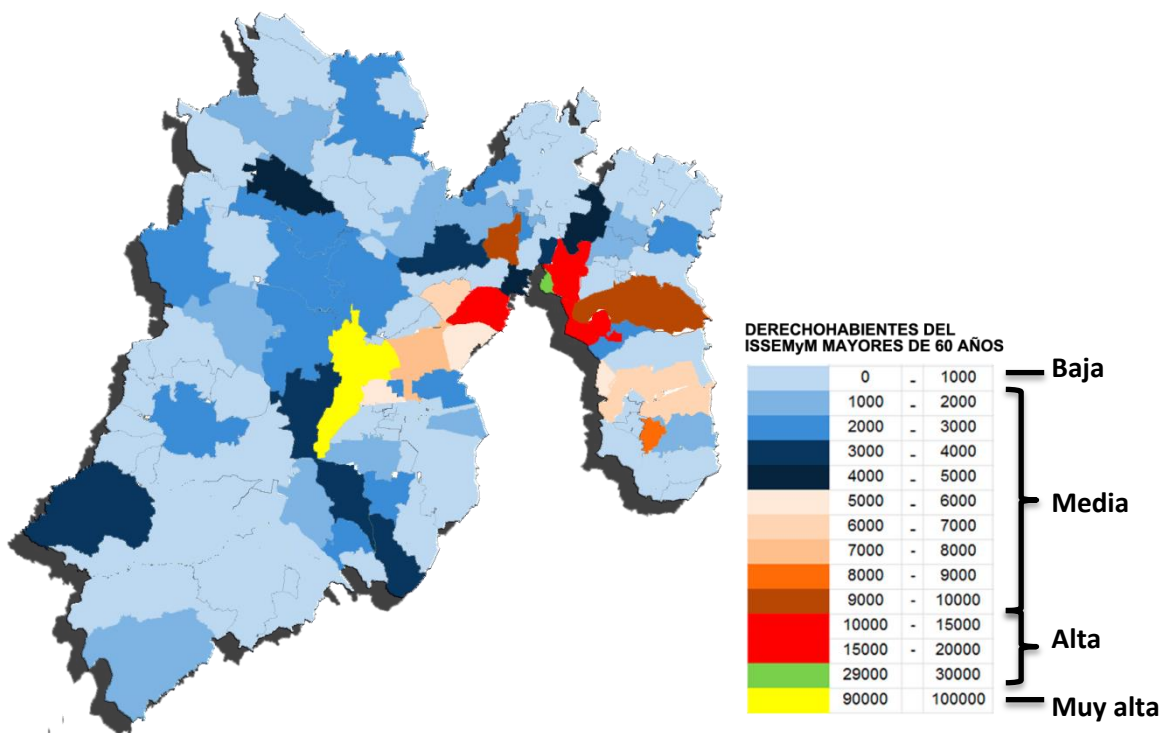 DERECHOHABIENTES DEL
ISSEMyM MAYORES DE 60 AÑOS
0 - 1000
1000 - 2000
2000 - 3000
3000 - 4000
4000 - 5000
5000 - 6000
6000 - 7000
7000 - 8000
8000 - 9000
9000 - 10000
10000 - 15000
15000 - 20000
29000 30000
90000 100000
Baja
Media
Alta
Muy alta